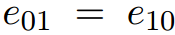 e₀₁ = e₁₀